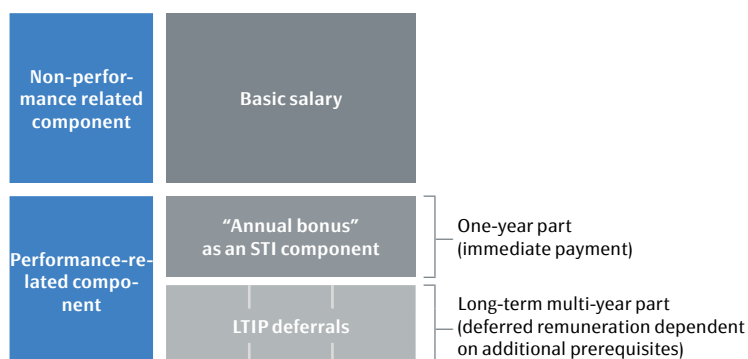 Non-perfor-
mance related
component
Basic salary
Performance-re-
lated compo-
nent
“Annual bonus”
as an STI component
One-year part
(immediate payment)
LTIP deferrals
Long-term multi-year part
(deferred remuneration dependent
on additional prerequisites)